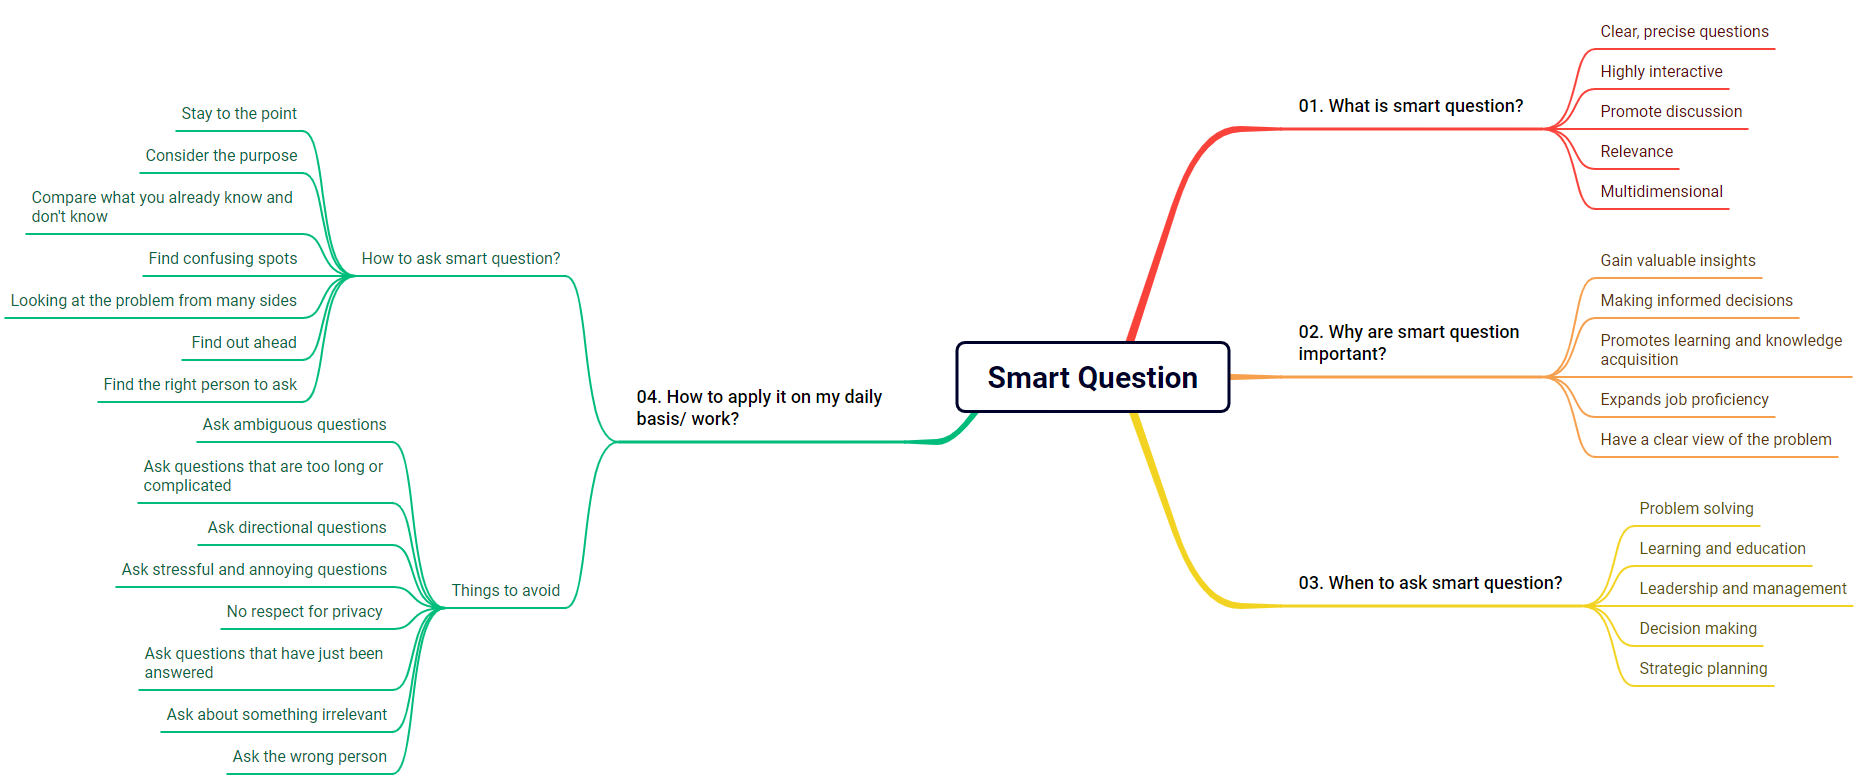 Smart Question
01. What is smart question?
Clear, precise questions
Highly interactive
Promote discussion
Relevance
Multidimensional
02. Why are smart question
important?
Gain valuable insights
Making informed decisions
Promotes learning and knowledge
acquisition
Expands job proficiency
Have a clear view of the problem
03. When to ask smart question?
Problem solving
Learning and education
Leadership and management
Decision making
Strategic planning
04. How to apply it on my daily
basis/ work?
How to ask smart question?
Stay to the point
Consider the purpose
Compare what you already know and
don't know
Find confusing spots
Looking at the problem from many sides
Find out ahead
Find the right person to ask
Things to avoid
Ask ambiguous questions
Ask questions that are too long or
complicated
Ask directional questions
Ask stressful and annoying questions
No respect for privacy
Ask questions that have just been
answered
Ask about something irrelevant
Ask the wrong person